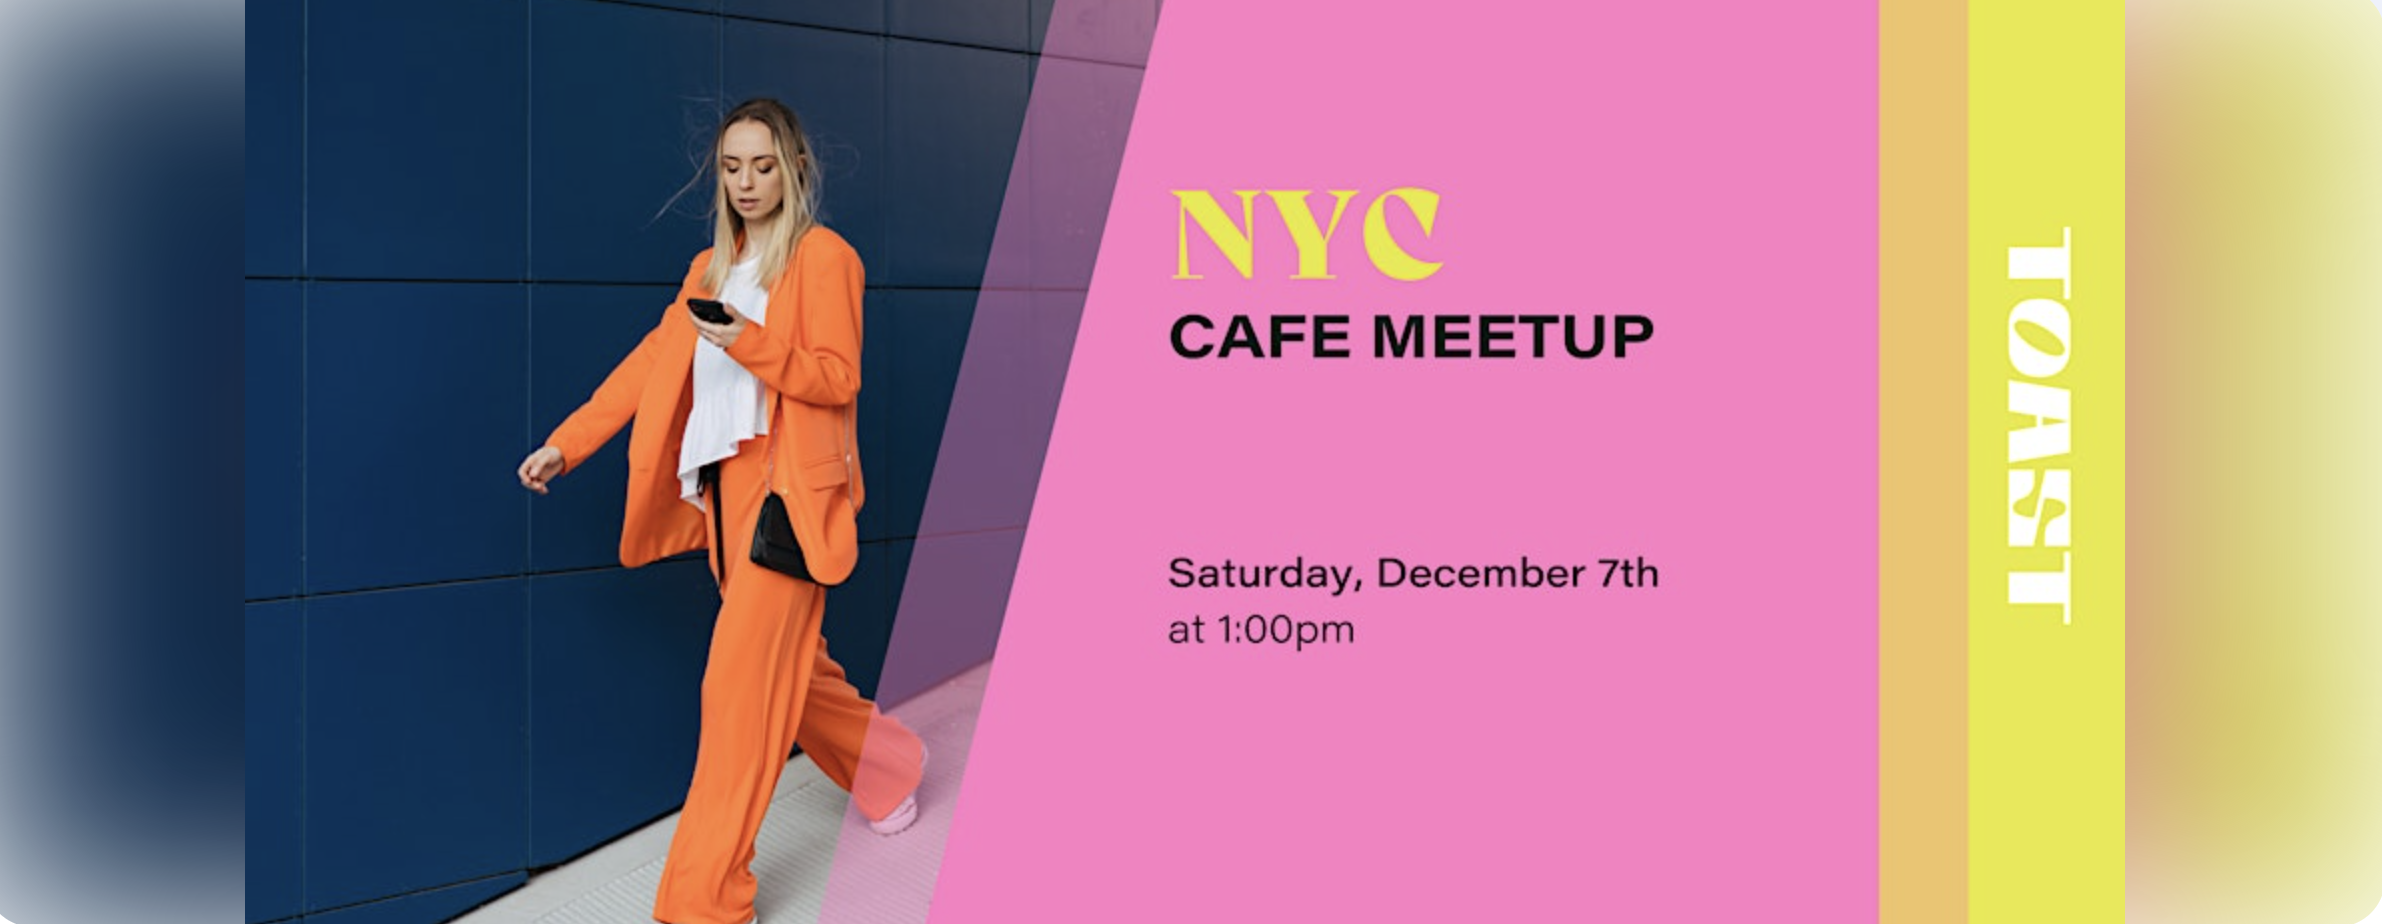 NYC
CAFE MEETUP
Saturday, December 7th
at 1:00pm
TOAST